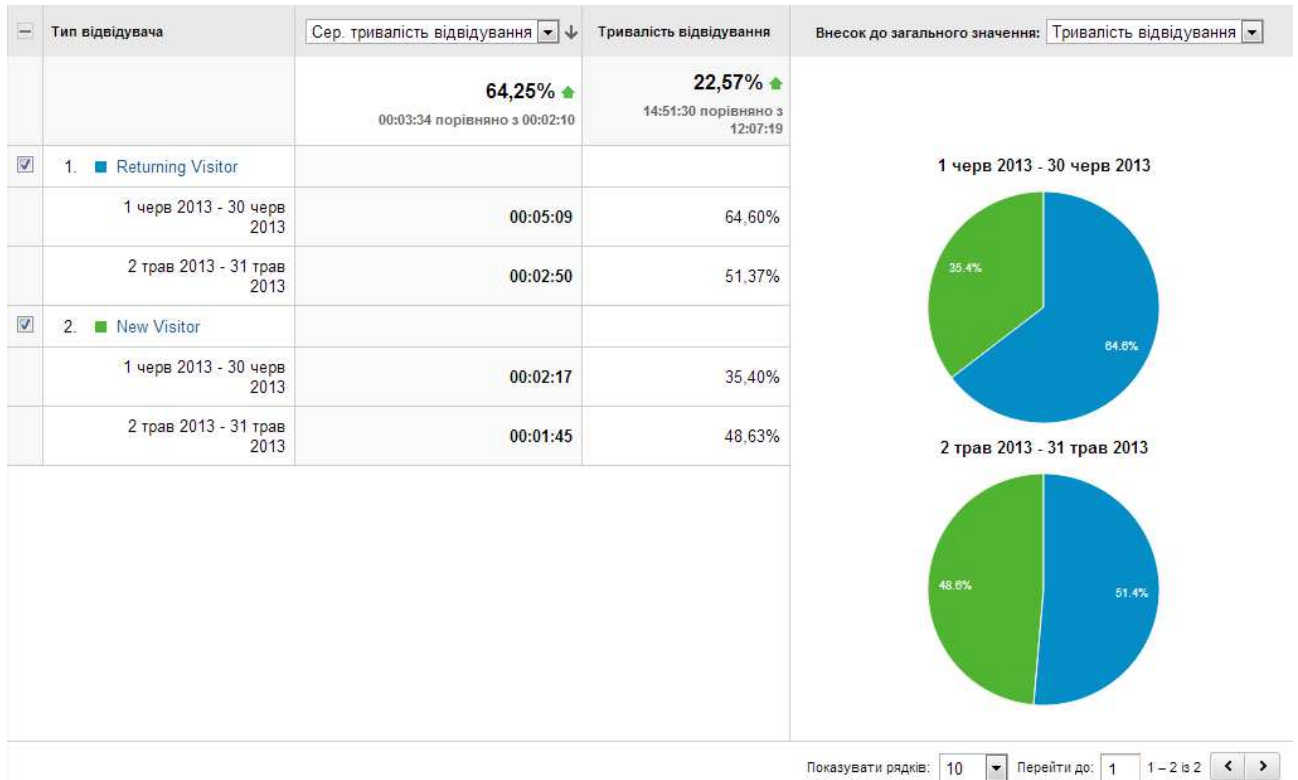 Тип відвідувача
Сер. тривалість відвідування
Тривалість відвідування
Внесок до загального значення: Тривалість відвідування
64,25%
00:03:34 порівняно з 00:02:10
22,57%
14:51:30 порівняно з
12:07:19
1. Returning Visitor
1 черв 2013 - 30 черв
2013
00:05:09
64,60%
2 трав 2013 - 31 трав
2013
00:02:50
51,37%
2. New Visitor
1 черв 2013 - 30 черв
2013
00:02:17
35,40%
2 трав 2013 - 31 трав
2013
00:01:45
48,63%
1 черв 2013 - 30 черв 2013
35.4%
64.6%
2 трав 2013 - 31 трав 2013
48.6%
51.4%
Показувати рядків: 10 Перейти до: 1 1 – 2 із 2